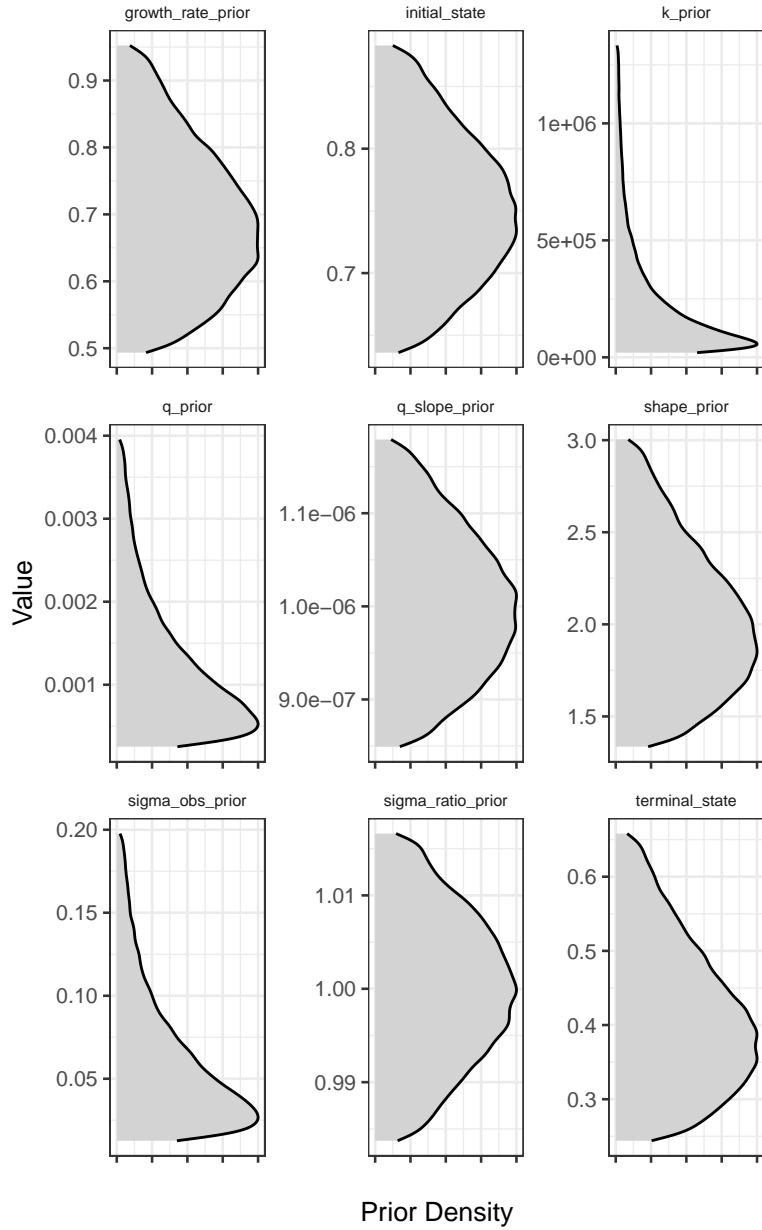 growth_rate_prior
initial_state
k_prior
0.9
0.8
0.7
0.6
0.5
0.8
0.7
1e+06
5e+05
0e+00
q_prior
q_slope_prior
shape_prior
Value
0.004
0.003
0.002
0.001
1.1e−06
1.0e−06
9.0e−07
3.0
2.5
2.0
1.5
sigma_obs_prior
sigma_ratio_prior
terminal_state
0.20
0.15
0.10
0.05
1.01
1.00
0.99
0.6
0.5
0.4
0.3
Prior Density